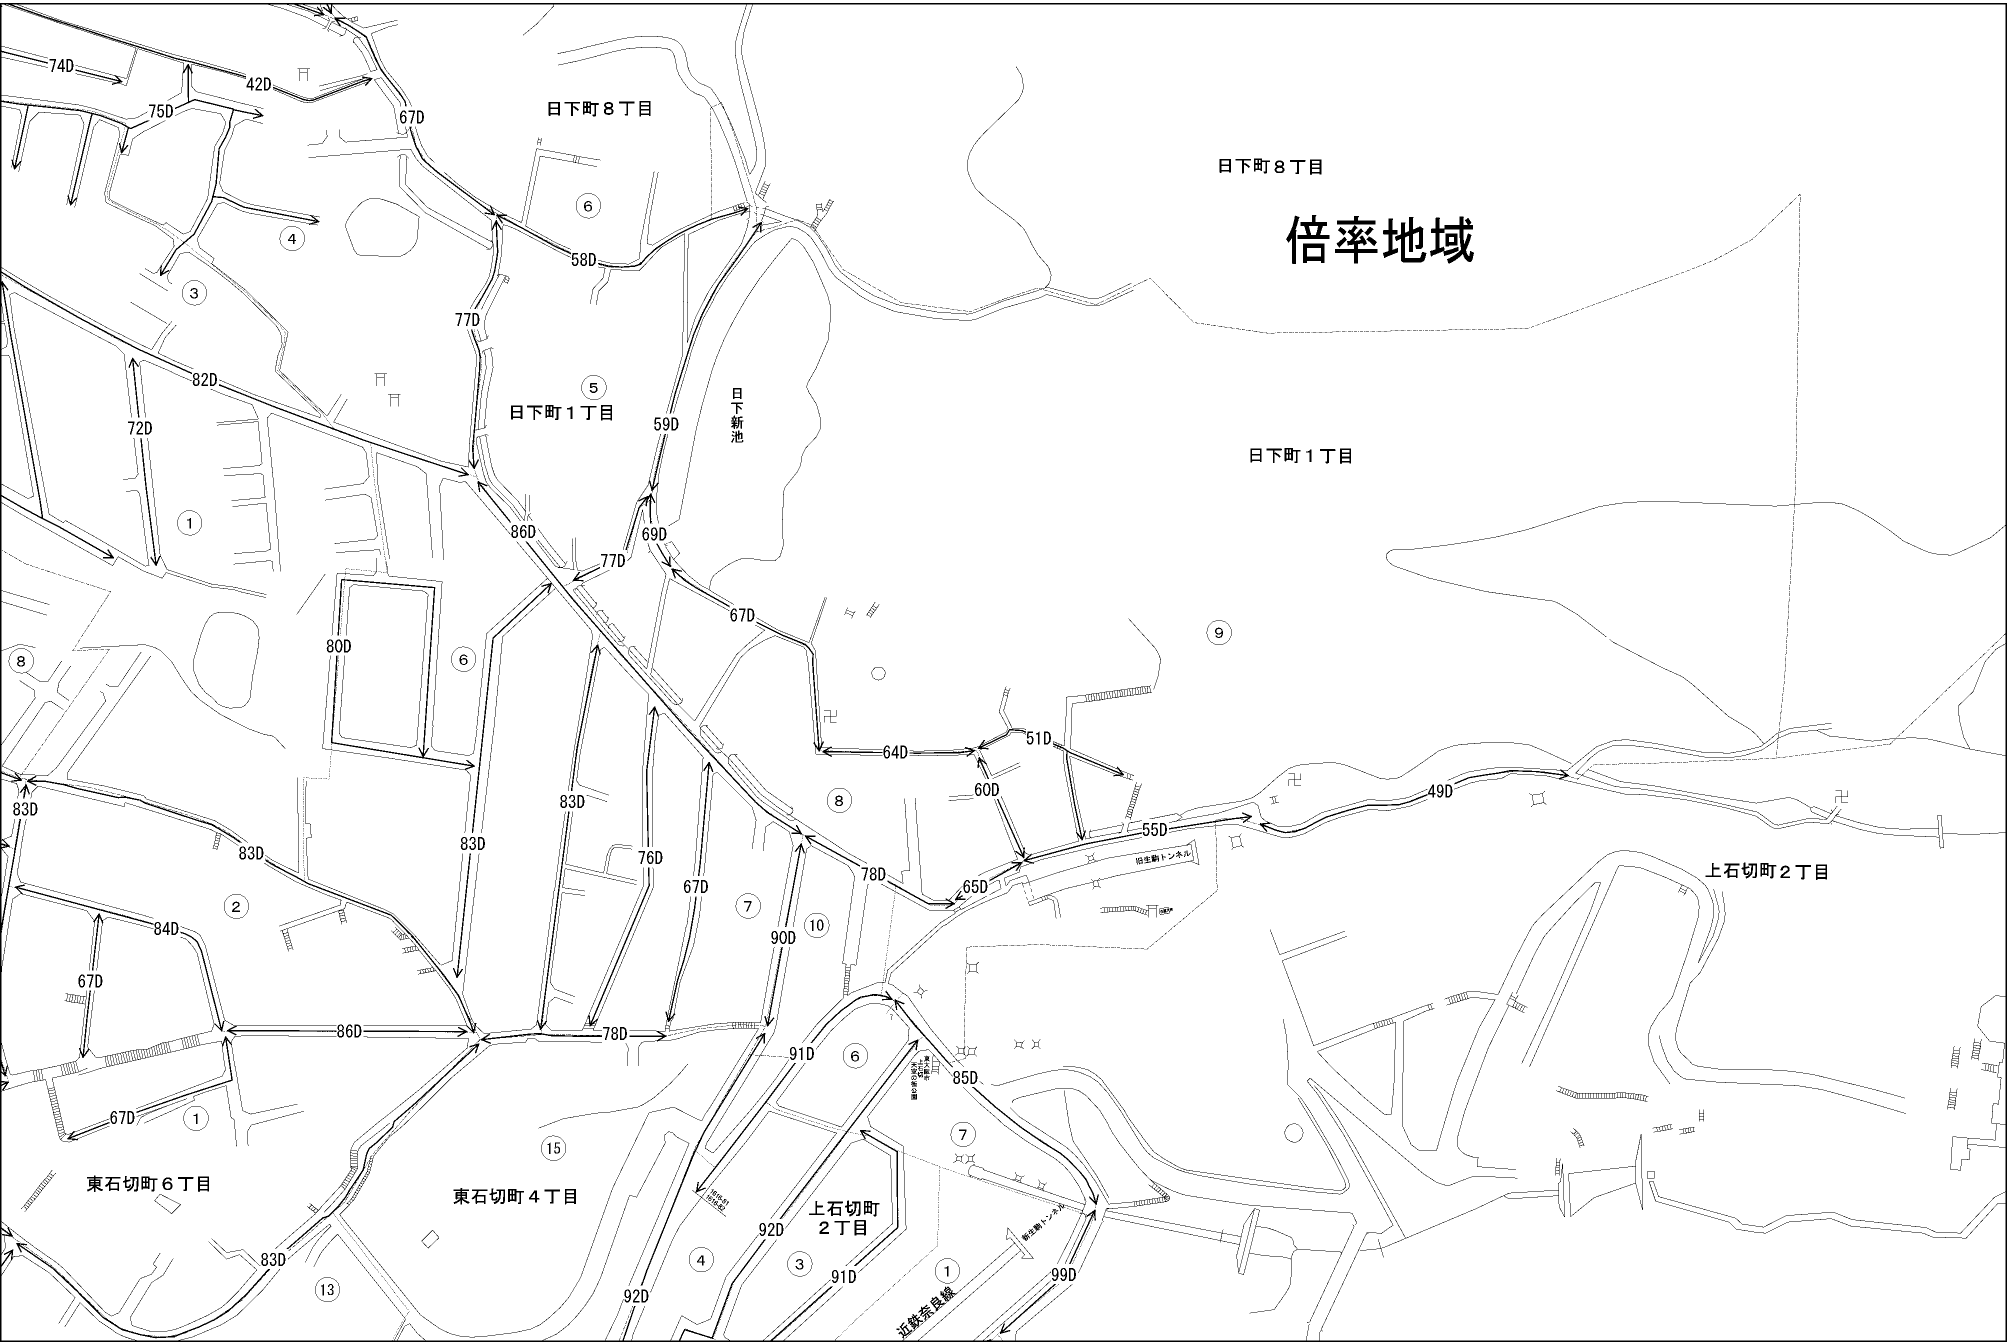 74D
42D
75D
67D
日下町８丁目
日下町８丁目
6
倍率地域
4
58D
3
77D
82D
5
日下町１丁目
日下新池
59D
72D
日下町１丁目
1
86D
69D
77D
67D
9
80D
6
8
64D
51D
60D
49D
83D
83D
8
55D
83D
83D
76D
旧生駒トンネル
78D
65D
67D
上石切町２丁目
2
7
10
84D
90D
67D
86D
78D
91D
6
85D
67D
1
7
15
東石切町６丁目
東石切町４丁目
上石切町
２丁目
92D
新生駒トンネル
83D
4
3
1
91D
99D
13
92D
近鉄奈良線